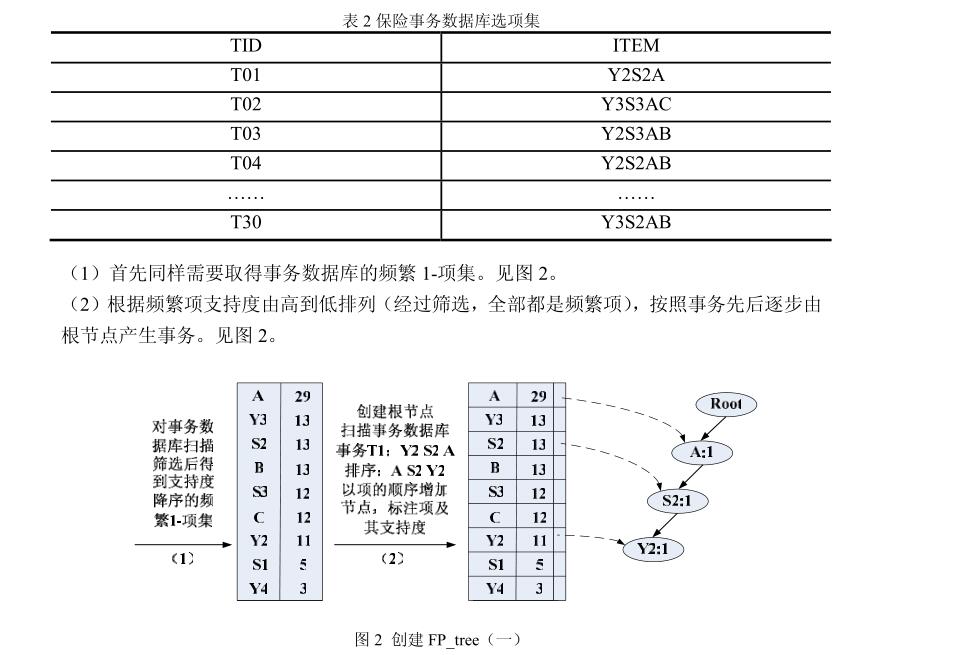 表 2 保险事务数据库选项集
TID ITEM
T01 Y2S2A
T02 Y3S3AC
T03 Y2S3AB
T04 Y2S2AB
…… ……
T30 Y3S2AB
（1）首先同样需要取得事务数据库的频繁 1-项集。见图 2。
（2）根据频繁项支持度由高到低排列（经过筛选，全部都是频繁项），按照事务先后逐步由
根节点产生事务。见图 2。
对事务数
据库扫描
筛选后得
到支持度
降序的频
繁1-项集
（1）
A 29
Y3 13
S2 13
B 13
S3 12
C 12
Y2 11
S1 5
Y4 3
创建根节点
扫描事务数据库
事务T1：Y2 S2 A
排序：A S2 Y2
以项的顺序增加
节点，标注项及
其支持度
（2）
A 29
Y3 13
S2 13
B 13
S3 12
C 12
Y2 11
S1 5
Y4 3
Root
A:1
S2:1
Y2:1
图 2 创建 FP_tree（一）